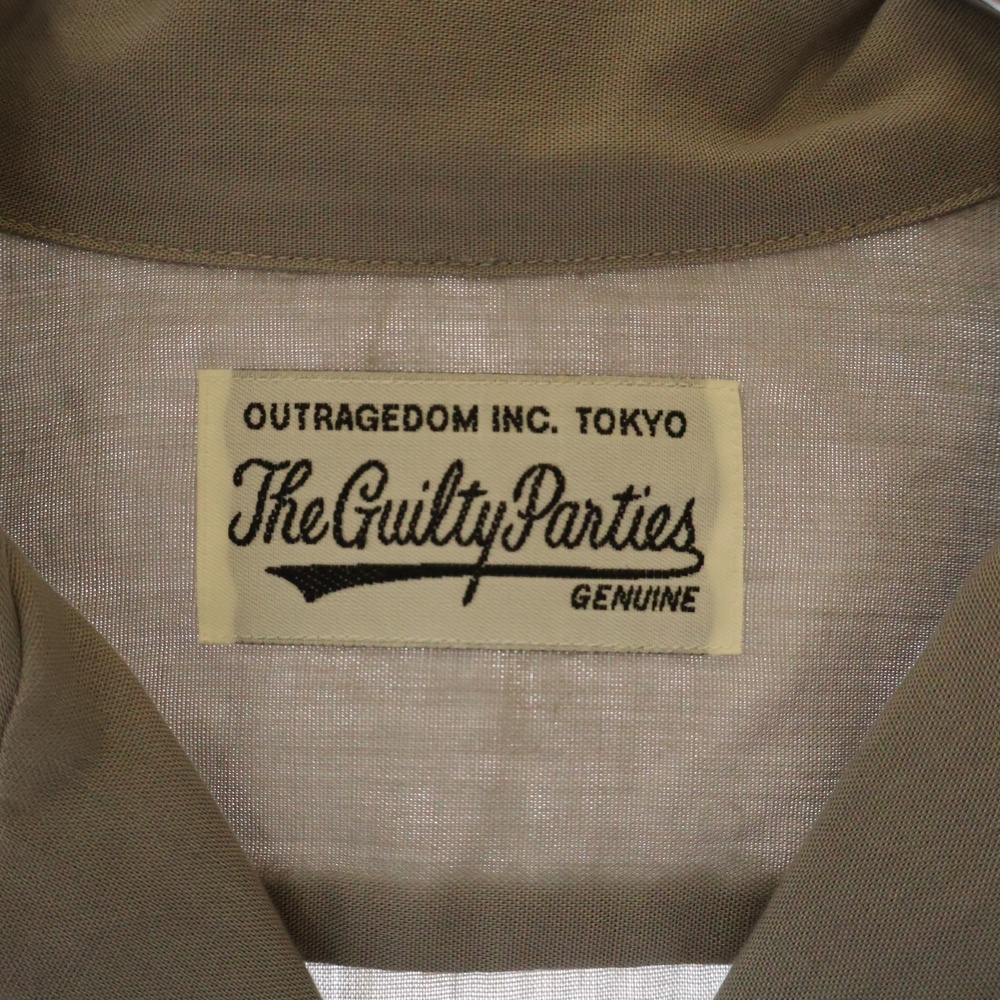 OUTRAGEDOM INC. TOKYO
The Guilty Parties
GENUINE